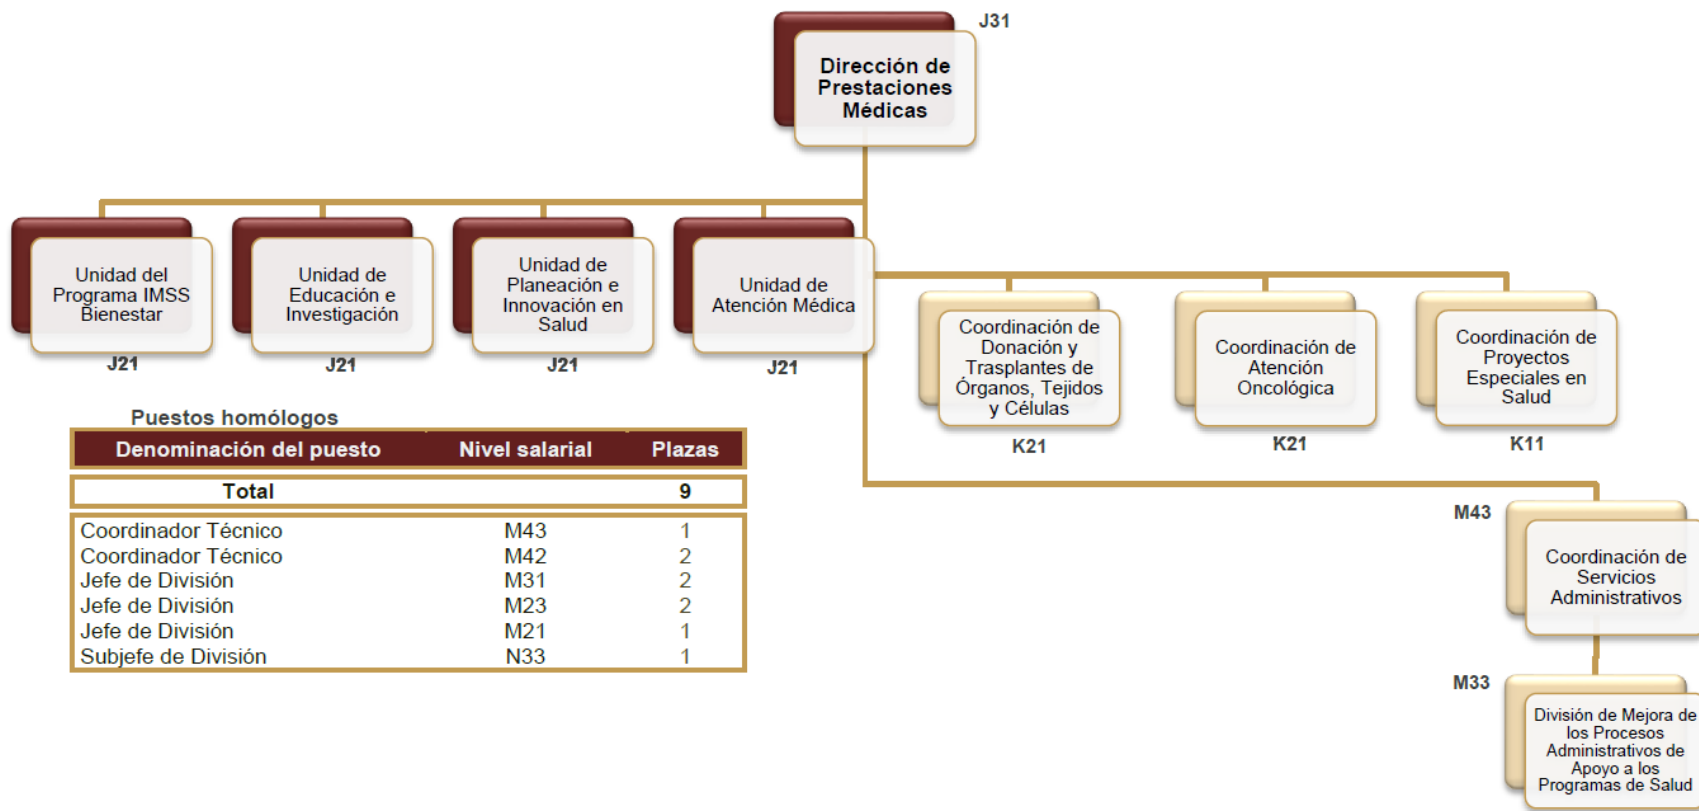 J31
Dirección de
Prestaciones
Médicas
Unidad del
Programa IMSS
Bienestar
J21
Unidad de
Educación e
Investigación
J21
Unidad de
Planeación e
Innovación en
Salud
J21
Unidad de
Atención Médica
J21
Coordinación de
Donación y
Trasplantes de
Órganos, Tejidos
y Células
K21
Coordinación de
Atención
Oncológica
K21
Coordinación de
Proyectos
Especiales en
Salud
K11
Puestos homólogos
Denominación del puesto Nivel salarial Plazas
Total 9
Coordinador Técnico M43 1
Coordinador Técnico M42 2
Jefe de División M31 2
Jefe de División M23 2
Jefe de División M21 1
Subjefe de División N33 1
M43
Coordinación de
Servicios
Administrativos
M33
División de Mejora de
los Procesos
Administrativos de
Apoyo a los
Programas de Salud